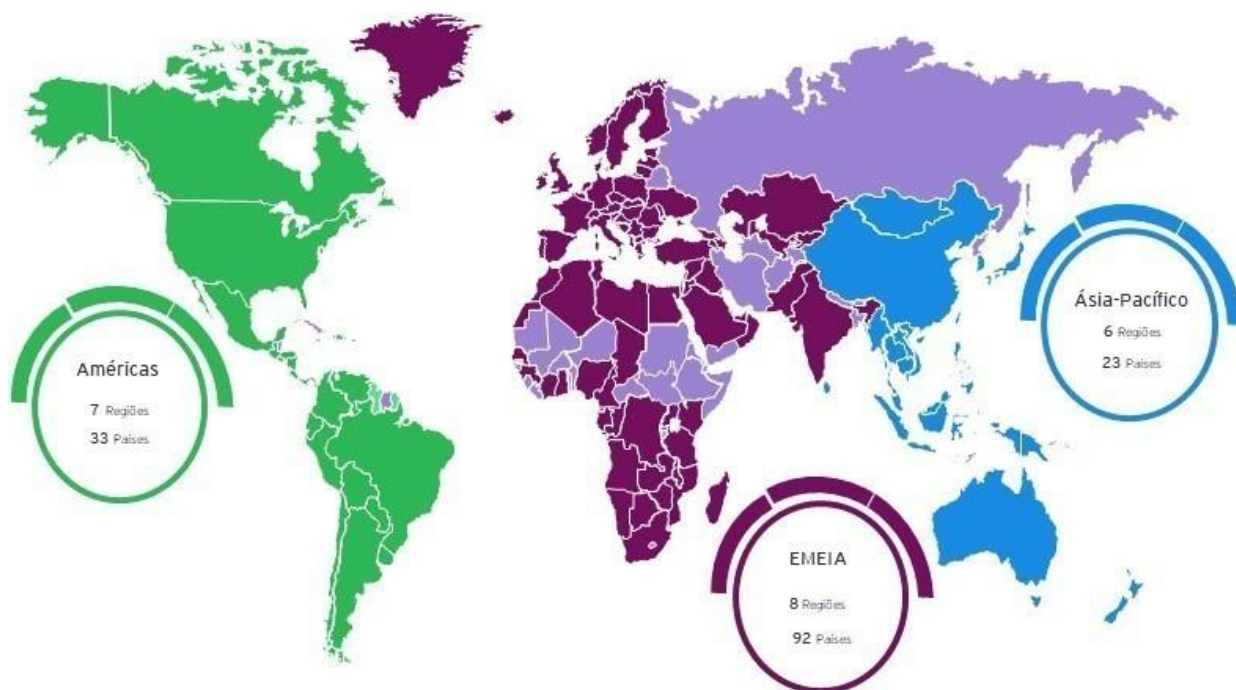 Américas
7 Regiões
33 Países
Ásia-Pacífico
6 Regiões
23 Países
EMEIA
8 Regiões
92 Países